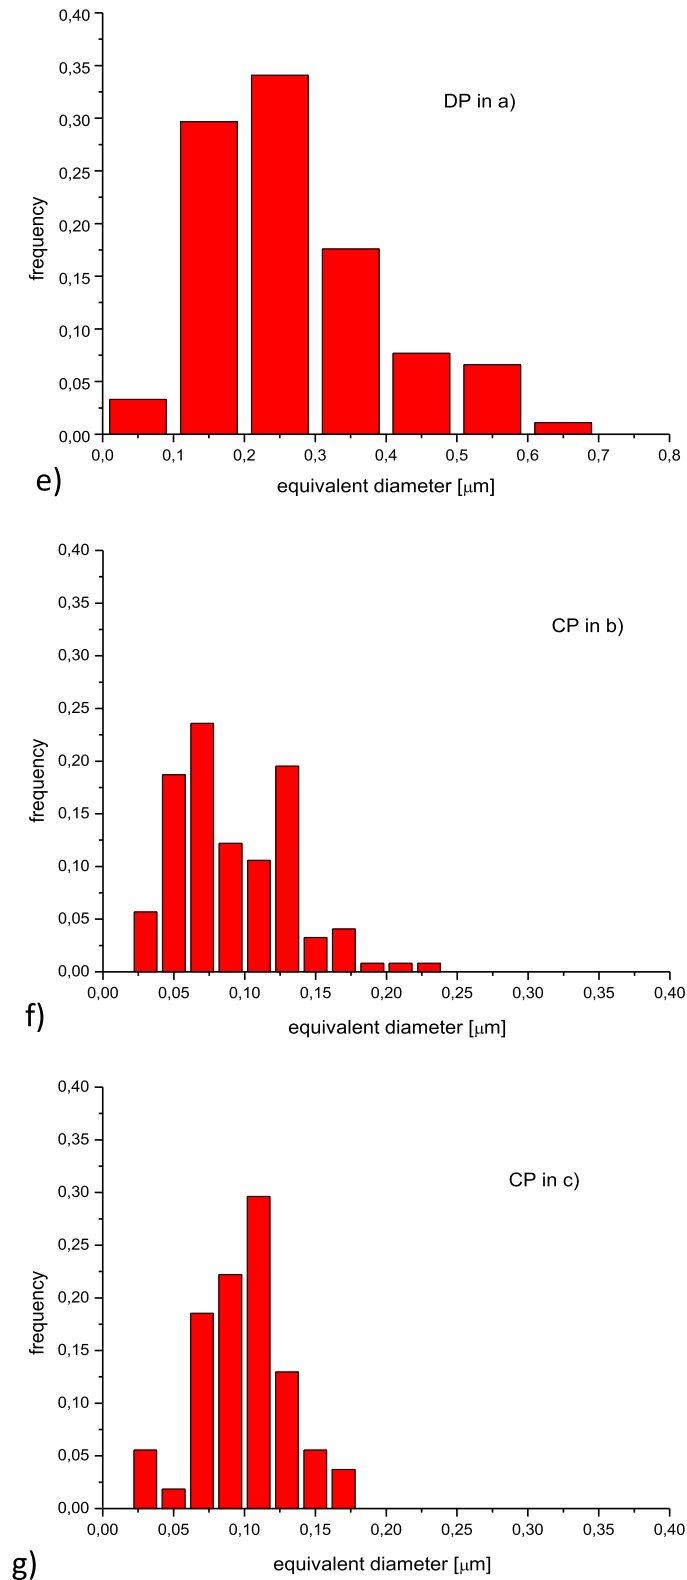 0,40
0,35
DP in a)
0,30
0,25
frequency
0,20
0,15
0,10
0,05
0,00
0,0 0,1 0,2 0,3 0,4 0,5 0,6 0,7 0,8
e)
equivalent diameter [μm]
0,40
0,35
CP in b)
0,30
0,25
0,20
frequency
0,15
0,10
0,05
0,00
0,00 0,05 0,10 0,15 0,20 0,25 0,30 0,35 0,40
f)
equivalent diameter [μm]
0,40
0,35
CP in c)
0,30
0,25
0,20
frequency
0,15
0,10
0,05
0,00
0,00 0,05 0,10 0,15 0,20 0,25 0,30 0,35 0,40
g)
equivalent diameter [μm]